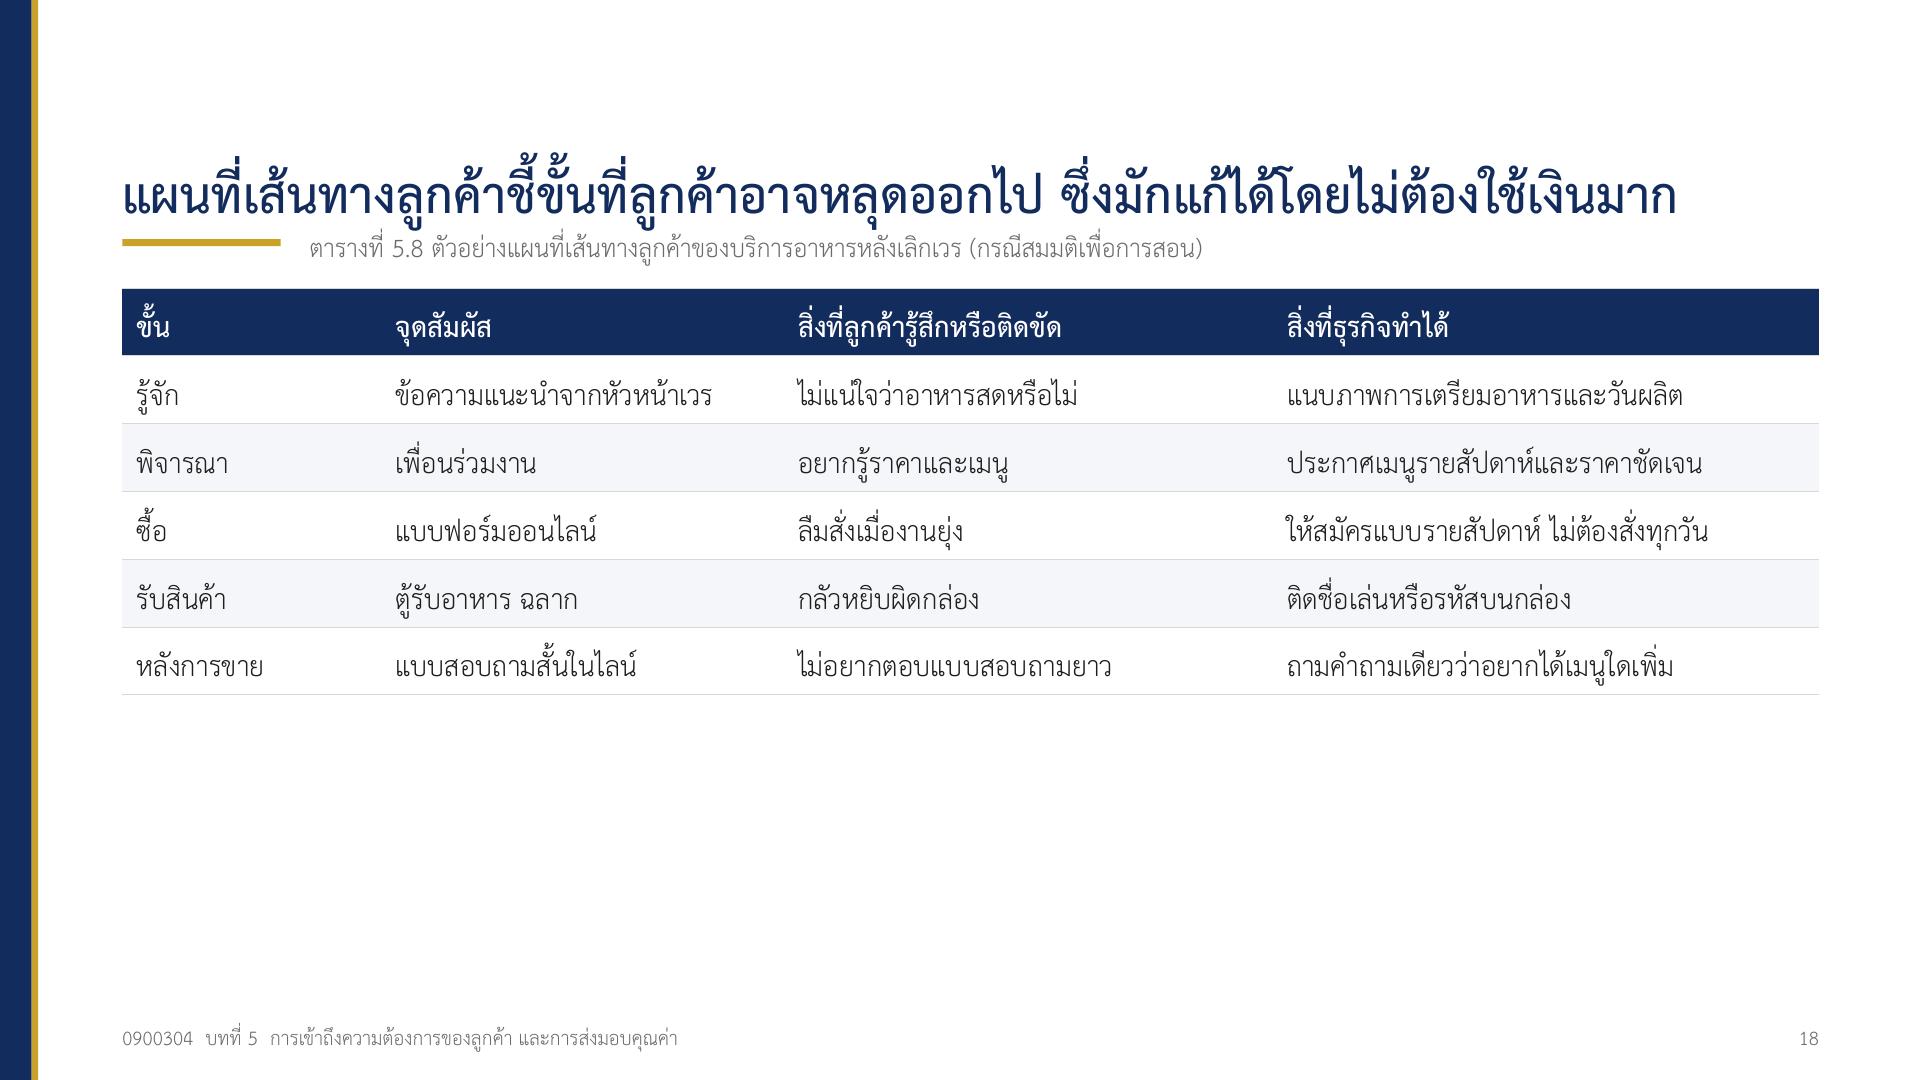 แผนที่เส้นทางลูกค้าชี้ขั้นที่ลูกค้าอาจหลุดออกไป ซึ่งมักแก้ได้โดยไม่ต้องใช้เงินมาก
ตารางที่ 5.8 ตัวอย่างแผนที่เส้นทางลูกค้าของบริการอาหารหลังเลิกเวร (กรณีสมมติเพื่อการสอน)
ขั้น จุดสัมผัส สิ่งที่ลูกค้ารู้สึกหรือติดขัด สิ่งที่ธุรกิจทำได้
รู้จัก ข้อความแนะนำจากหัวหน้าเวร ไม่แน่ใจว่าอาหารสดหรือไม่ แนบภาพการเตรียมอาหารและวันผลิต
พิจารณา เพื่อนร่วมงาน อยากรู้ราคาและเมนู ประกาศเมนูรายสัปดาห์และราคาชัดเจน
ซื้อ แบบฟอร์มออนไลน์ ลืมสั่งเมื่องานยุ่ง ให้สมัครแบบรายสัปดาห์ ไม่ต้องสั่งทุกวัน
รับสินค้า ตู้รับอาหาร ฉลาก กลัวหยิบผิดกล่อง ติดชื่อเล่นหรือรหัสบนกล่อง
หลังการขาย แบบสอบถามสั้นในไลน์ ไม่อยากตอบแบบสอบถามยาว ถามคำถามเดียวว่าอยากได้เมนูใดเพิ่ม
0900304 บทที่ 5 การเข้าถึงความต้องการของลูกค้า และการส่งมอบคุณค่า 18